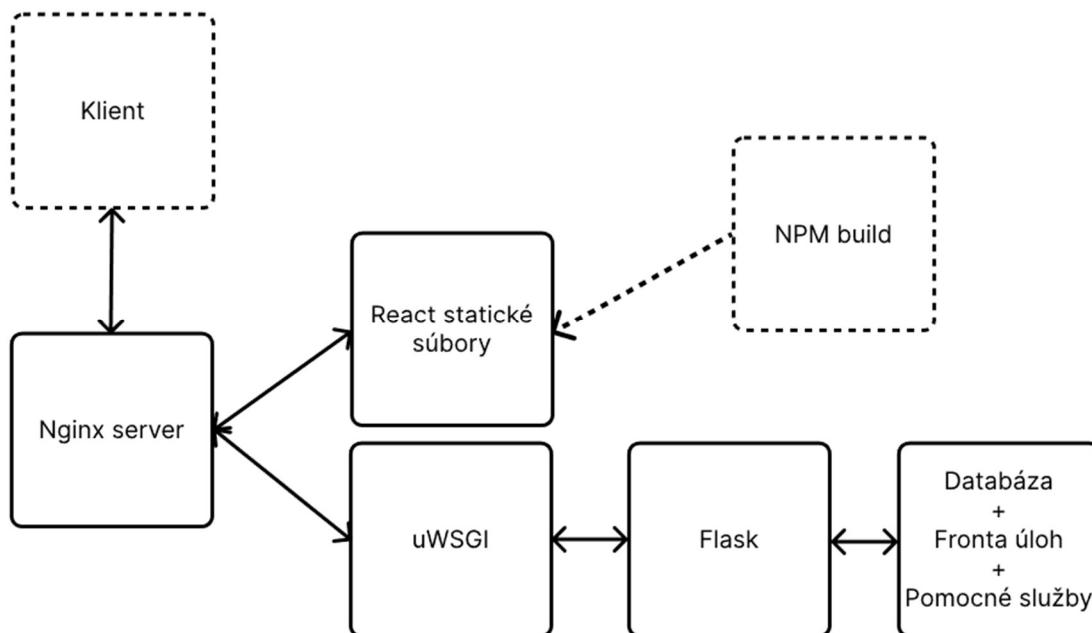 Klient
NPM build
React statické
súbory
Nginx server
uWSGI
Flask
Databáza
+
Fronta úloh
+
Pomocné služby